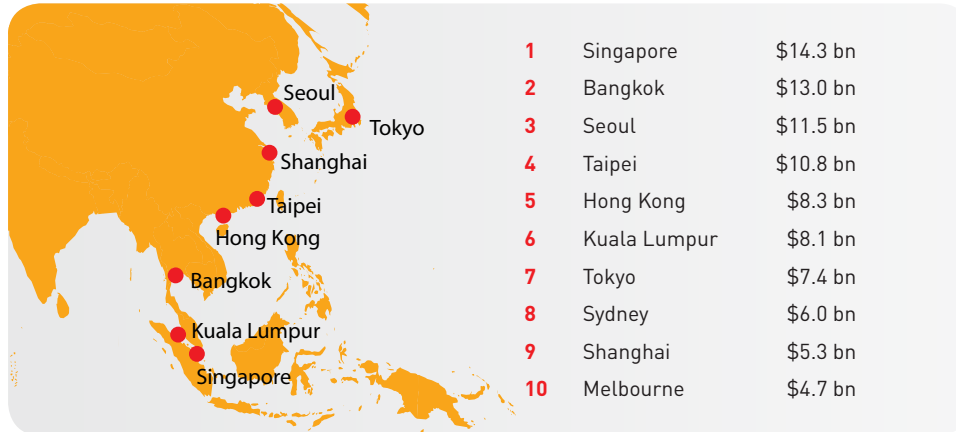 Seoul
Tokyo
Shanghai
Taipei
Hong Kong
Bangkok
Kuala Lumpur
Singapore
1 Singapore $14.3 bn
2 Bangkok $13.0 bn
3 Seoul $11.5 bn
4 Taipei $10.8 bn
5 Hong Kong $8.3 bn
6 Kuala Lumpur $8.1 bn
7 Tokyo $7.4 bn
8 Sydney $6.0 bn
9 Shanghai $5.3 bn
10 Melbourne $4.7 bn